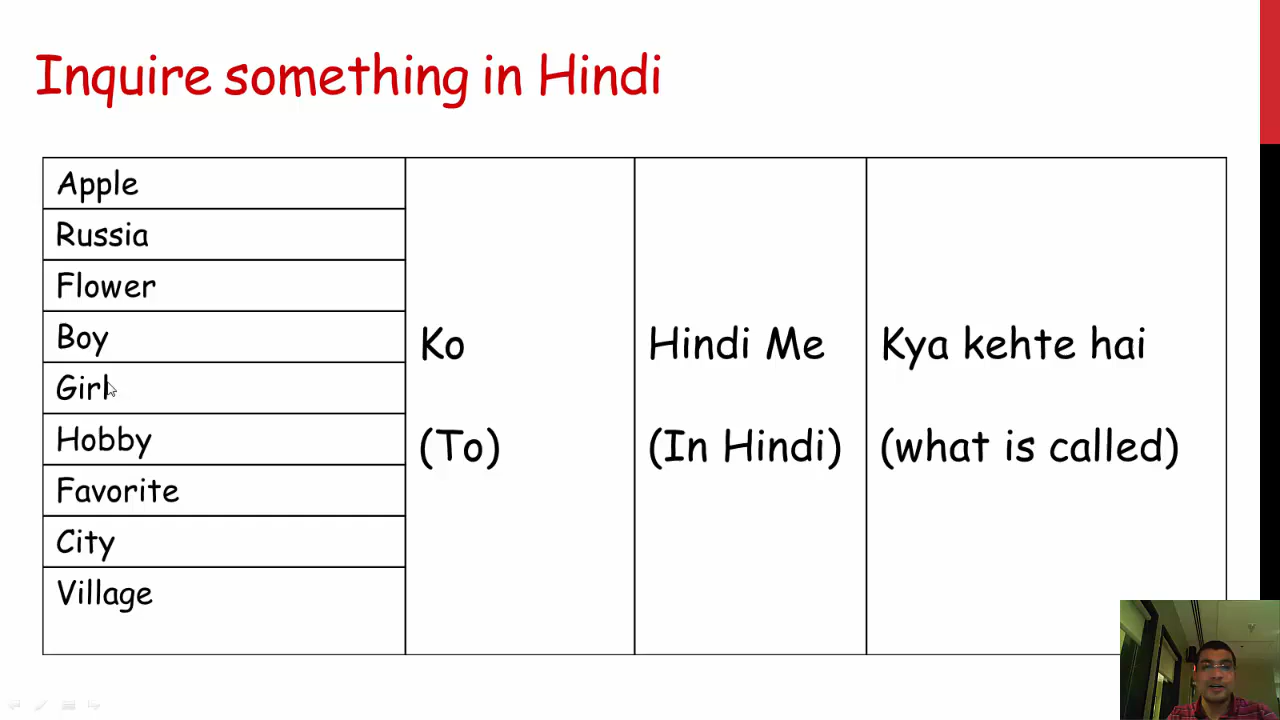 Inquire something in Hindi
Apple
Russia
Flower
Boy
Girl
Hobby
Favorite
City
Village
Ko
(To)
Hindi Me
(In Hindi)
Kya kehte hai
(what is called)